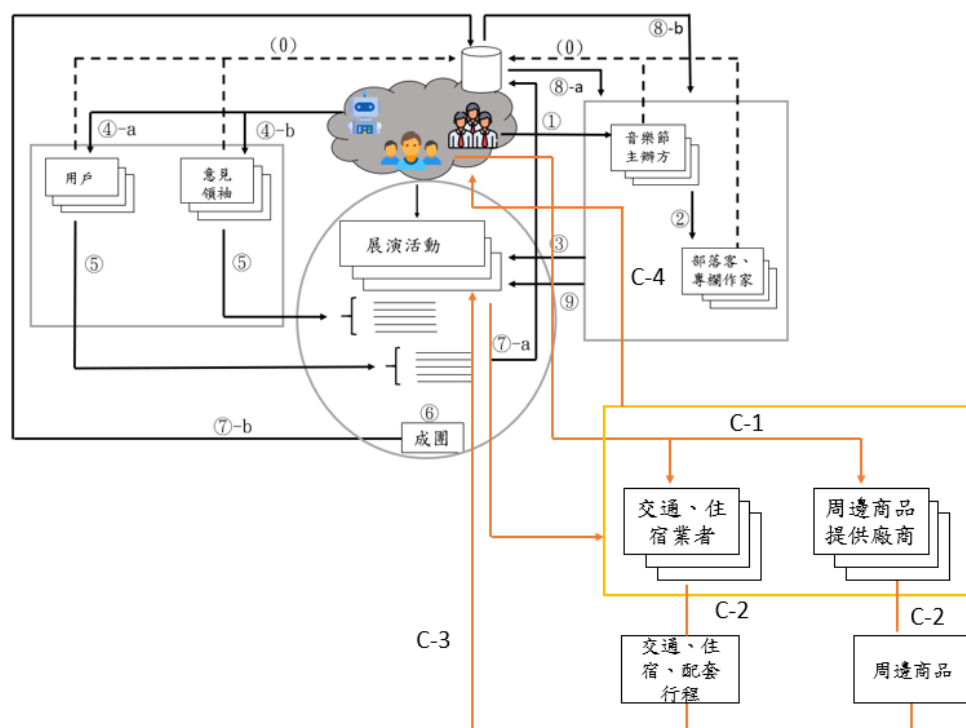 (0)
(0)
⑧-b
⑧-a
①
④-a
④-b
音樂節
主辦方
用戶
意見
領袖
②
展演活動
③
部落客、
專欄作家
⑤
⑤
C-4
⑨
⑦-a
⑥
成團
⑦-b
C-1
交通、住
宿業者
周邊商品
提供廠商
C-2
C-2
C-3
交通、住
宿、配套
行程
周邊商品